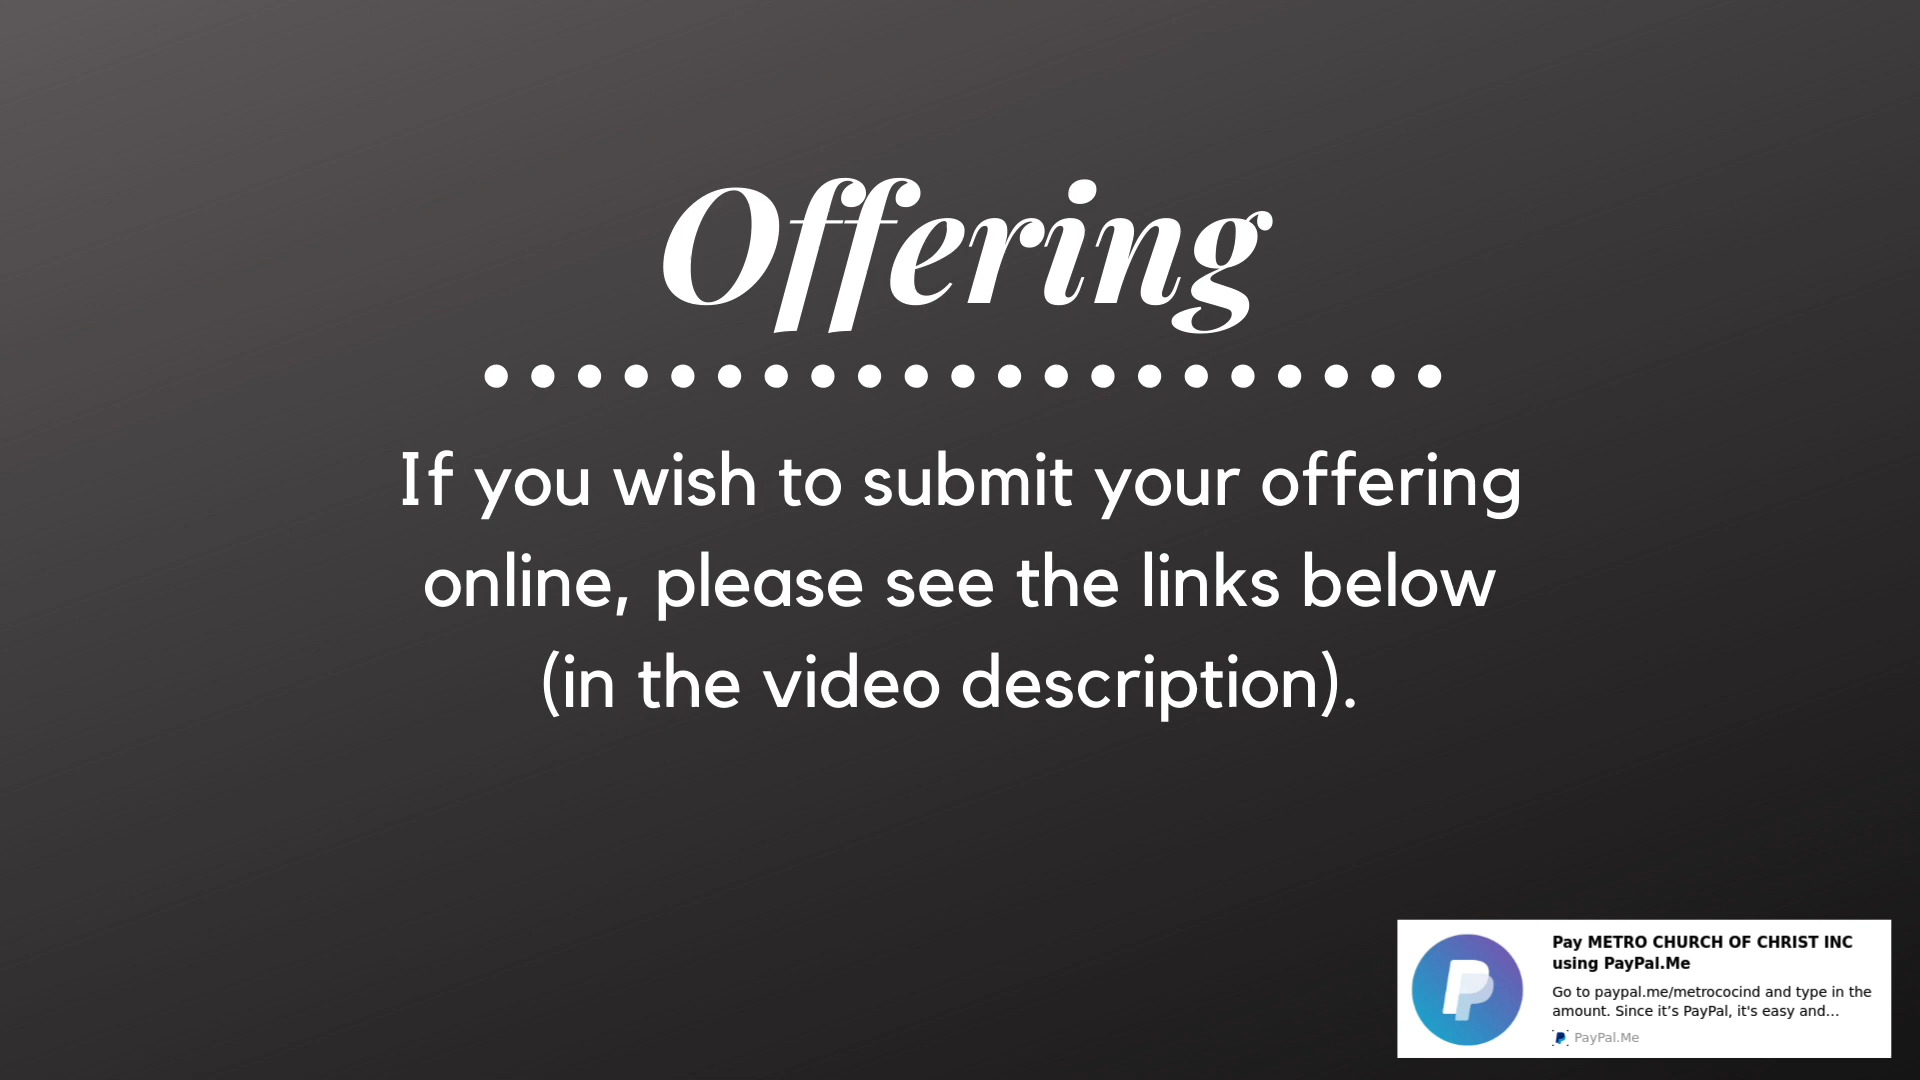 Offering
If you wish to submit your offering
online, please see the links below
(in the video description).
Pay METRO CHURCH OF CHRIST INC
using PayPal.Me
Go to paypal.me/metrococind and type in the
amount. Since it’s PayPal, it's easy and...
PayPal.Me